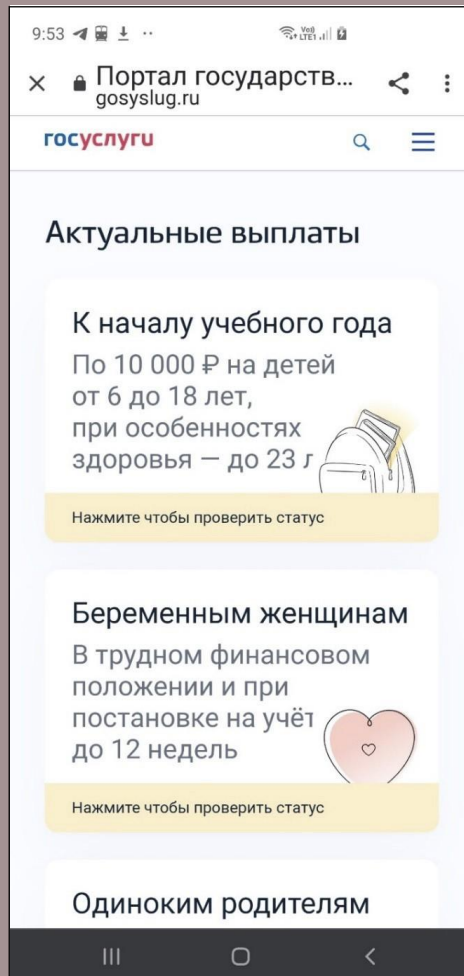 9:53
Vo)) LTE1
Портал государств...
gosyslug.ru
госуслуги
Актуальные выплаты
К началу учебного года
По 10 000 ₽ на детей
от 6 до 18 лет,
при особенностях
здоровья — до 23 л
Нажмите чтобы проверить статус
Беременным женщинам
В трудном финансовом
положении и при
постановке на учёт
до 12 недель
Нажмите чтобы проверить статус
Одиноким родителям